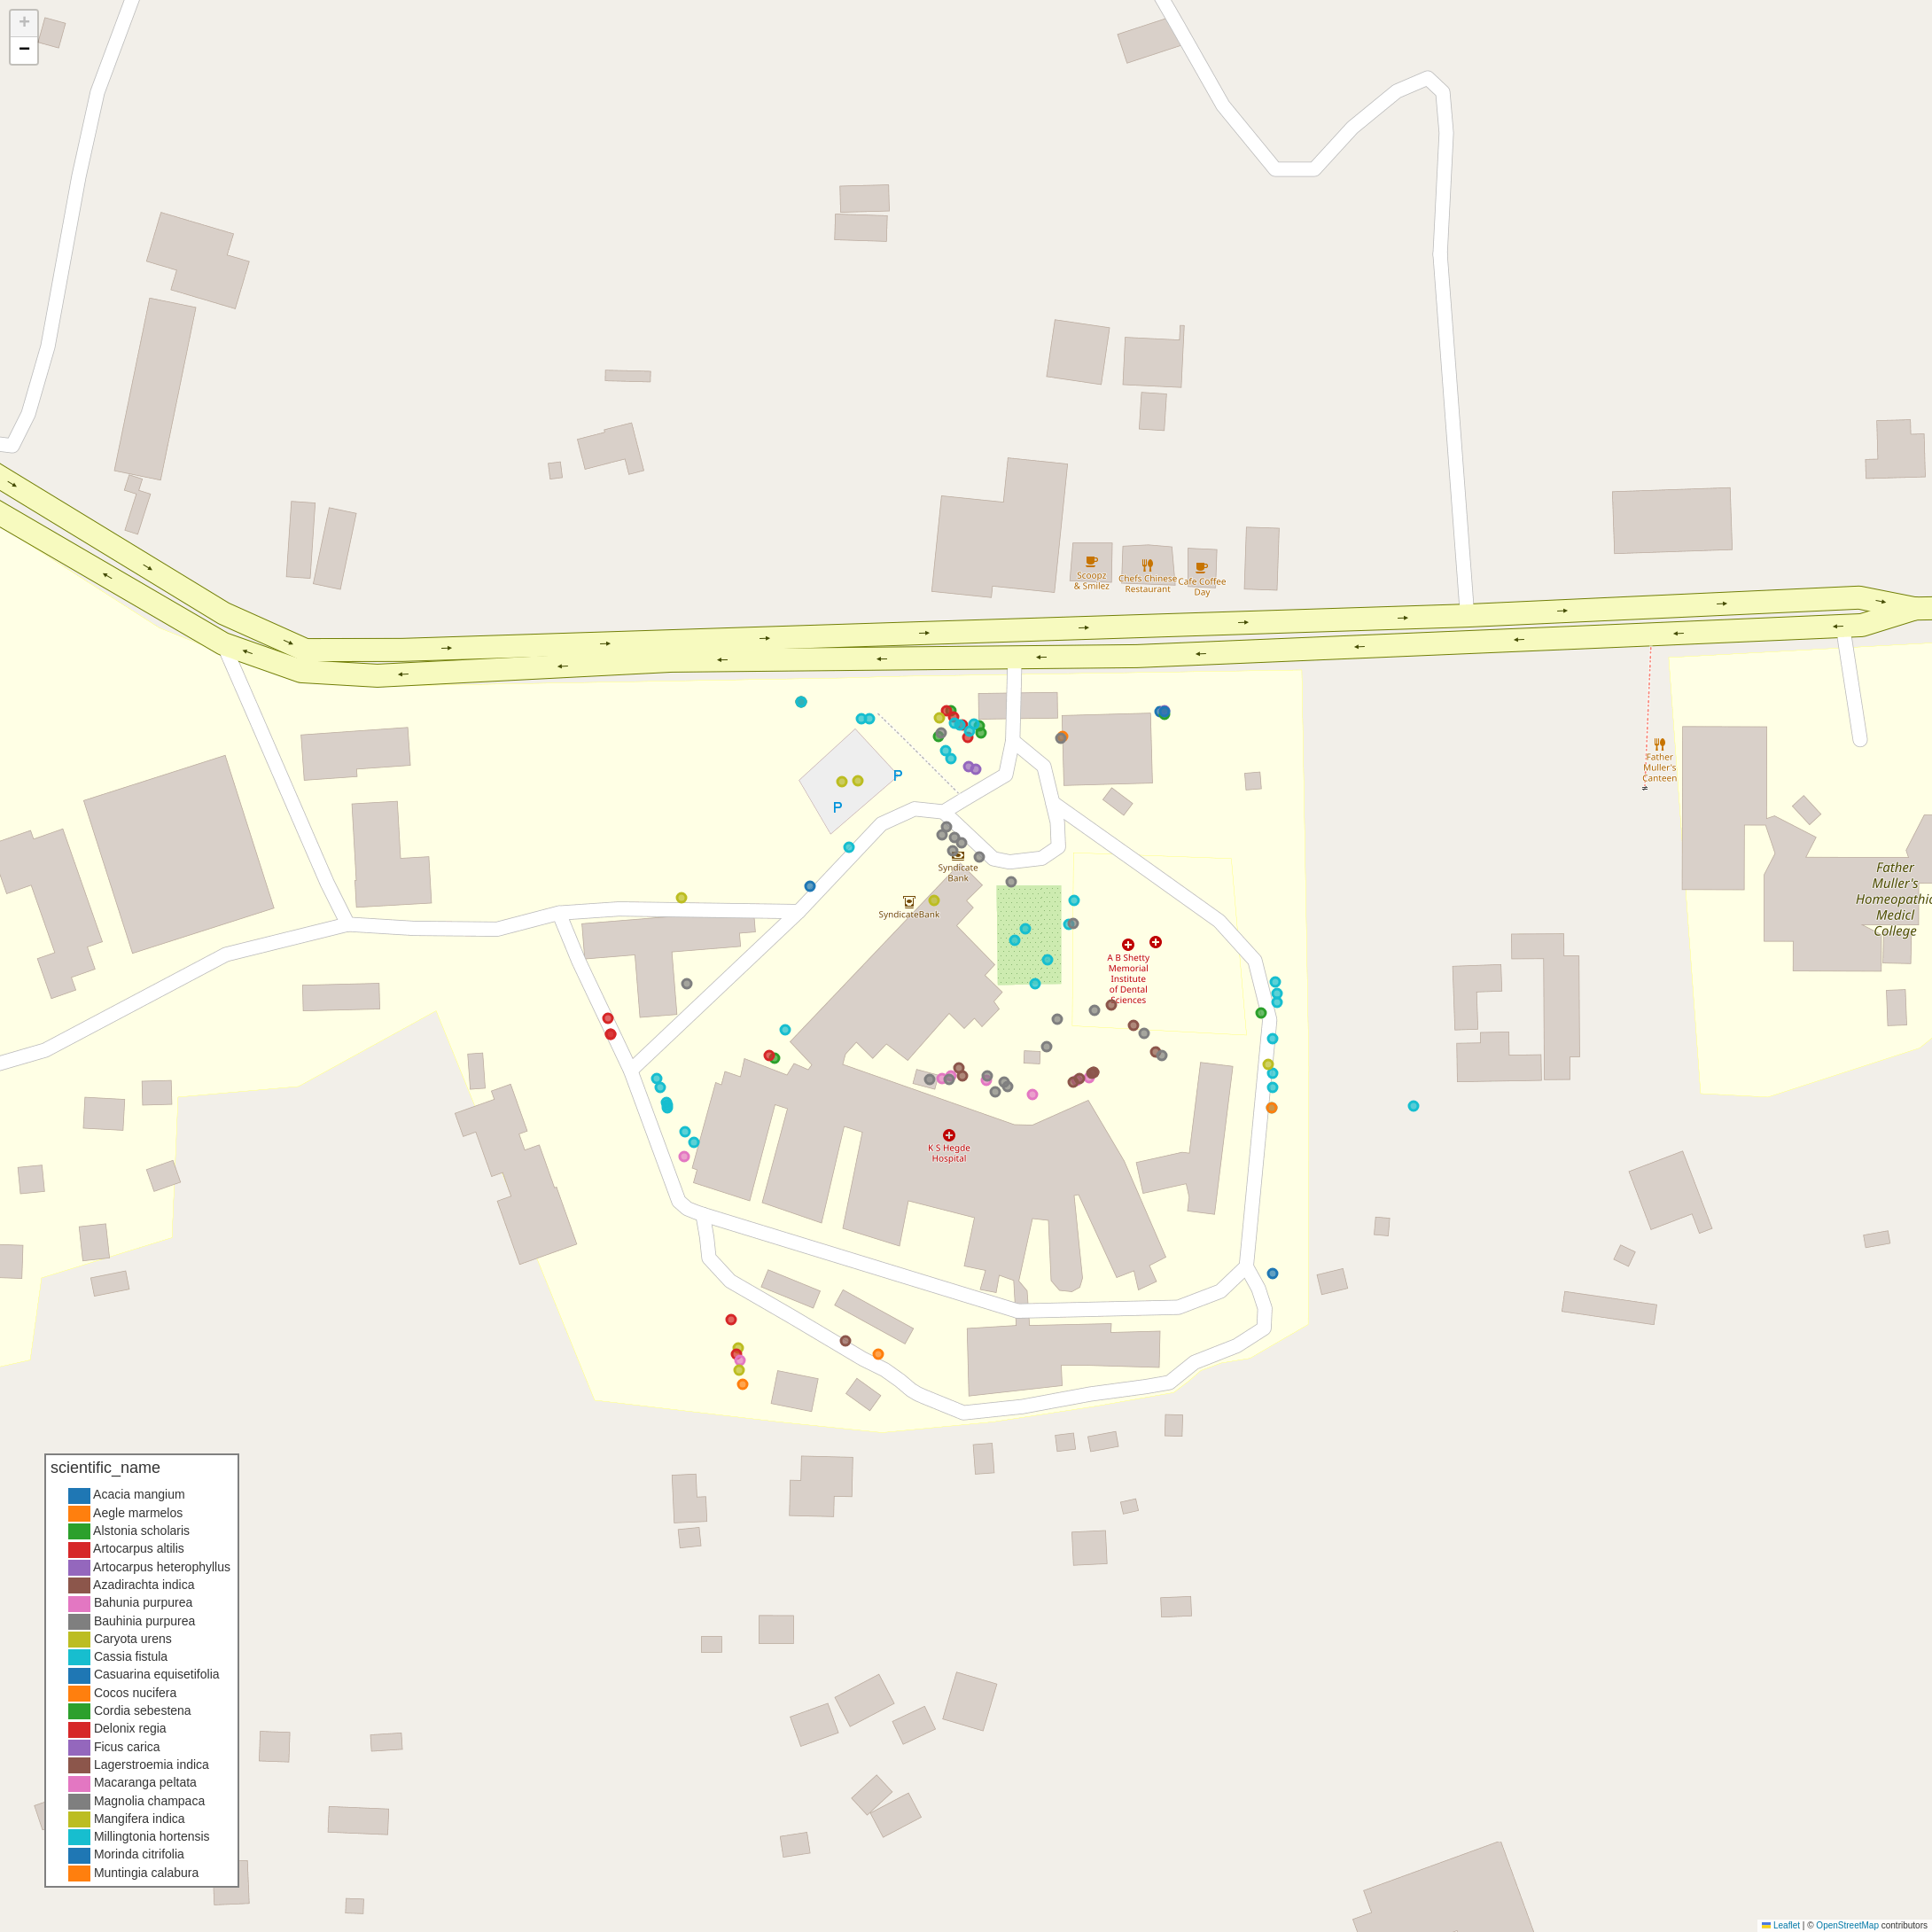 +
−
Scoopz
& Smilez
Chefs Chinese
Restaurant
Cafe Coffee
Day
Father
Muller's
Canteen
P
P
Syndicate
Bank
SyndicateBank
Father
Muller's
Homeopathic
Medicl
College
A B Shetty
Memorial
Institute
of Dental
Sciences
K S Hegde
Hospital
scientific_name
Acacia mangium
Aegle marmelos
Alstonia scholaris
Artocarpus altilis
Artocarpus heterophyllus
Azadirachta indica
Bahunia purpurea
Bauhinia purpurea
Caryota urens
Cassia fistula
Casuarina equisetifolia
Cocos nucifera
Cordia sebestena
Delonix regia
Ficus carica
Lagerstroemia indica
Macaranga peltata
Magnolia champaca
Mangifera indica
Millingtonia hortensis
Morinda citrifolia
Muntingia calabura
Leaflet | © OpenStreetMap contributors